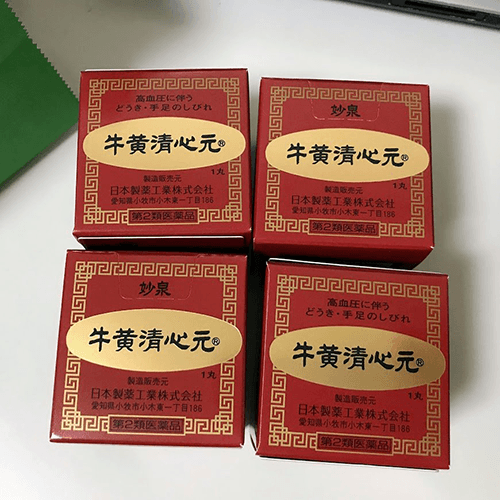 高血圧に伴う
どうき・手足のしびれ
牛黄清心元®
1丸
製造販売元
日本製薬工業株式会社
愛知県小牧市小木東一丁目186
第2類医薬品
妙泉
牛黄清心元®
1丸
製造販売元
日本製薬工業株式会社
愛知県小牧市小木東一丁目186
第2類医薬品
妙泉
牛黄清心元®
1丸
製造販売元
日本製薬工業株式会社
愛知県小牧市小木東一丁目186
第2類医薬品
高血圧に伴う
どうき・手足のしびれ
牛黄清心元®
1丸
製造販売元
日本製薬工業株式会社
愛知県小牧市小木東一丁目186
第2類医薬品